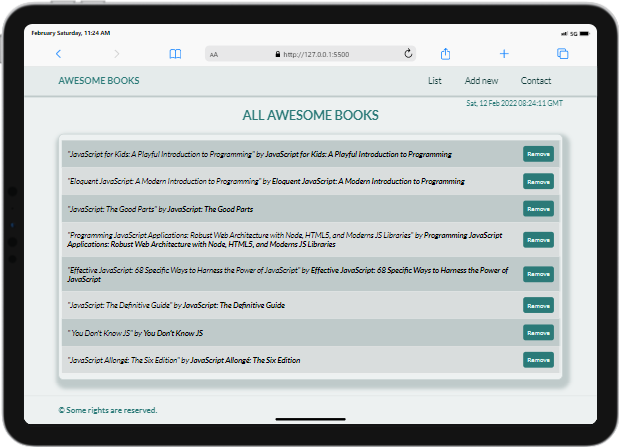 February Saturday, 11:24 AM
5G
AA
http://127.0.0.1:5500
AWESOME BOOKS
List
Add new
Contact
Sat, 12 Feb 2022 08:24:11 GMT
ALL AWESOME BOOKS
"JavaScript for Kids: A Playful Introduction to Programming" by JavaScript for Kids: A Playful Introduction to Programming
Remove
"Eloquent JavaScript: A Modern Introduction to Programming" by Eloquent JavaScript: A Modern Introduction to Programming
Remove
"JavaScript: The Good Parts" by JavaScript: The Good Parts
Remove
"Programming JavaScript Applications: Robust Web Architecture with Node, HTML5, and Moderns JS Libraries" by Programming JavaScript
Applications: Robust Web Architecture with Node, HTML5, and Moderns JS Libraries
Remove
"Effective JavaScript: 68 Specific Ways to Harness the Power of JavaScript" by Effective JavaScript: 68 Specific Ways to Harness the Power of
JavaScript
Remove
"JavaScript: The Definitive Guide" by JavaScript: The Definitive Guide
Remove
" You Don't Know JS" by You Don't Know JS
Remove
"JavaScript Allongé: The Six Edition" by JavaScript Allongé: The Six Edition
Remove
© Some rights are reserved.